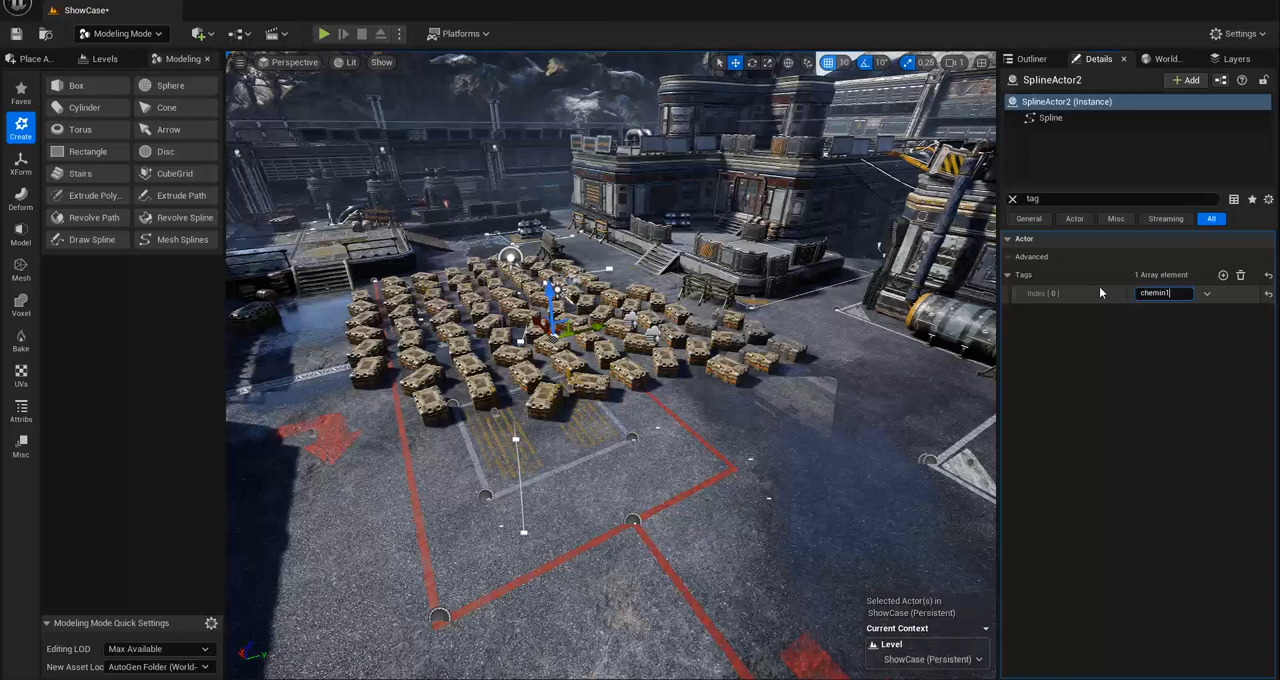 ShowCase•
Modeling Mode
Platforms
Settings
Place A...
Levels
Modeling
Perspective
Lit
Show
10
10°
0,25
1
Outliner
Details
World...
Layers
SplineActor2
Add
Faves
Create
XForm
Deform
Model
Mesh
Voxel
Bake
UVs
Attribs
Misc
Box
Sphere
Cylinder
Cone
Torus
Arrow
Rectangle
Disc
Stairs
CubeGrid
Extrude Poly...
Extrude Path
Revolve Path
Revolve Spline
Draw Spline
Mesh Splines
SplineActor2 (Instance)
Spline
tag
General
Actor
Misc
Streaming
All
Actor
Advanced
Tags
1 Array element
Index [ 0 ]
chemin1
Selected Actor(s) in
ShowCase (Persistent)
Current Context
Level
ShowCase (Persistent)
Modeling Mode Quick Settings
Editing LOD
Max Available
New Asset Loc
AutoGen Folder (World-